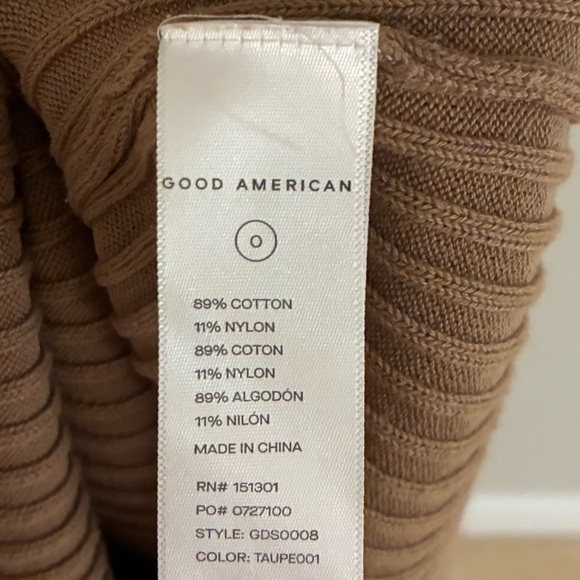 GOOD AMERICAN
0
89% COTTON
11% NYLON
89% COTON
11% NYLON
89% ALGODÓN
11% NILÓN
MADE IN CHINA
RN# 151301
PO# 0727100
STYLE: GDS0008
COLOR: TAUPE001